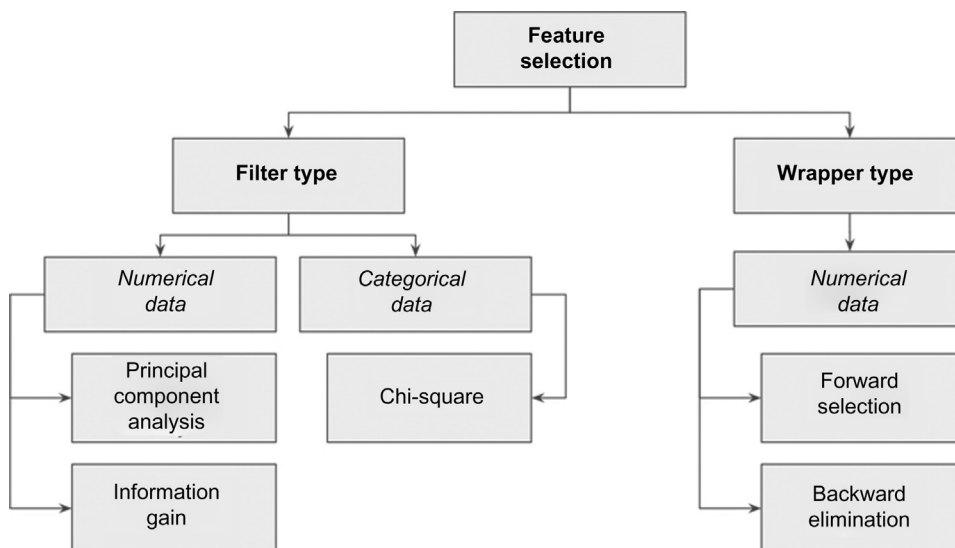 Feature
selection
Filter type
Wrapper type
Numerical
data
Categorical
data
Numerical
data
Principal
component
analysis
Chi-square
Forward
selection
Information
gain
Backward
elimination